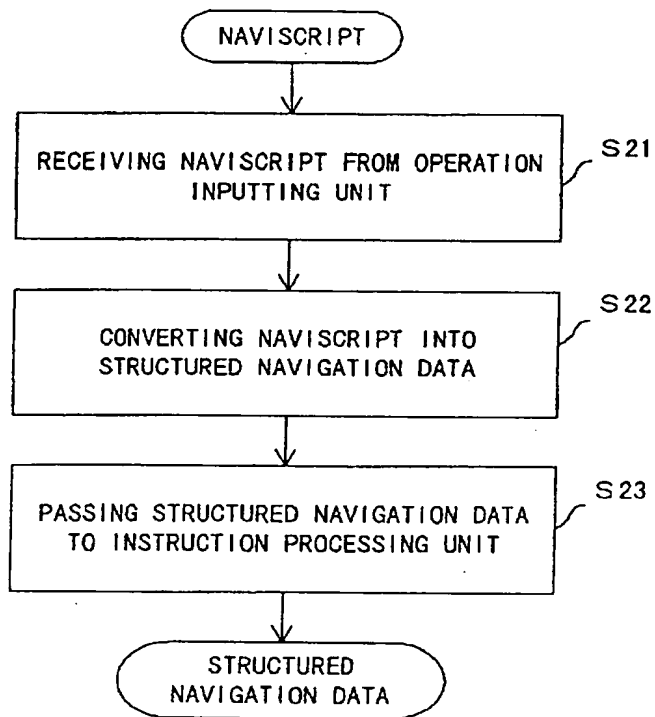 NAVISCRIPT
RECEIVING NAVISCRIPT FROM OPERATION
INPUTTING UNIT
S21
CONVERTING NAVISCRIPT INTO
STRUCTURED NAVIGATION DATA
S22
PASSING STRUCTURED NAVIGATION DATA
TO INSTRUCTION PROCESSING UNIT
S23
STRUCTURED
NAVIGATION DATA